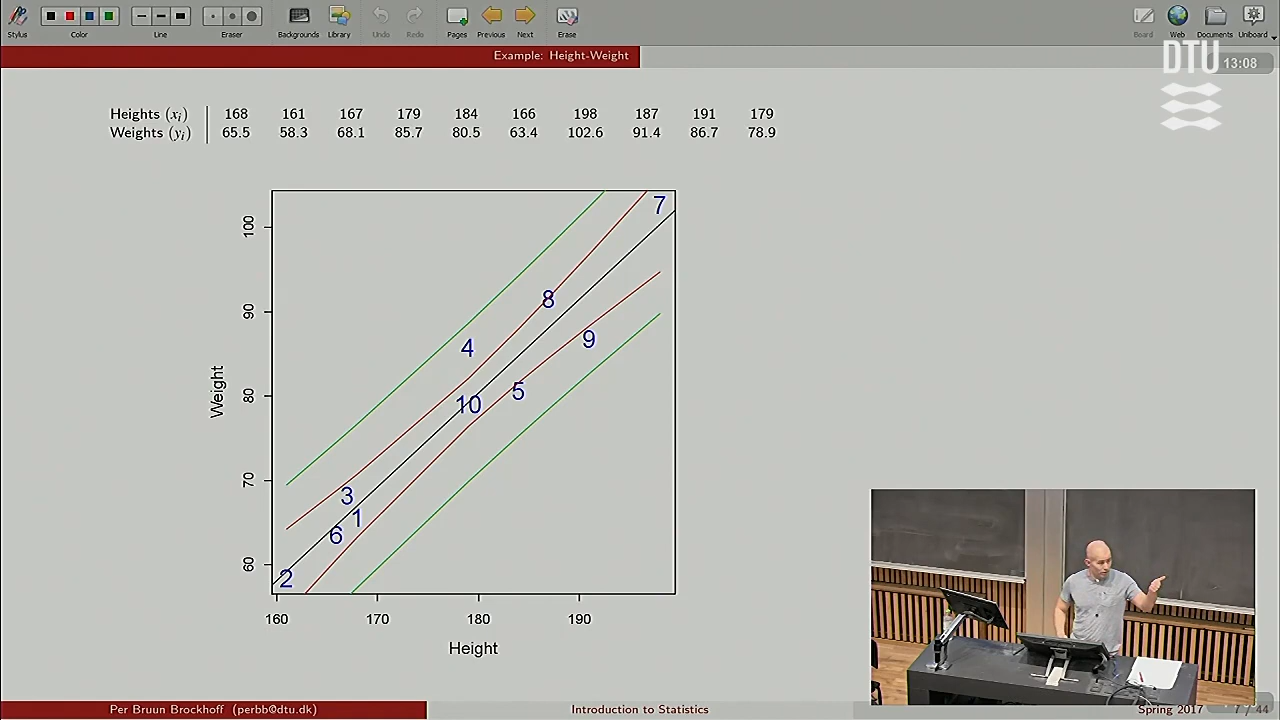 Stylus Color Line Eraser Backgrounds Library Undo Redo Pages Previous Next Erase Board Web Documents Uniboard
Example: Height-Weight
DTU
13:08
Heights (xi) 168 161 167 179 184 166 198 187 191 179
Weights (yi) 65.5 58.3 68.1 85.7 80.5 63.4 102.6 91.4 86.7 78.9
100
90
80
70
60
Weight
7
8
4
9
5
10
3
1
6
2
160 170 180 190
Height
Per Bruun Brockhoff (perbb@dtu.dk) Introduction to Statistics Spring 2017 7 / 44